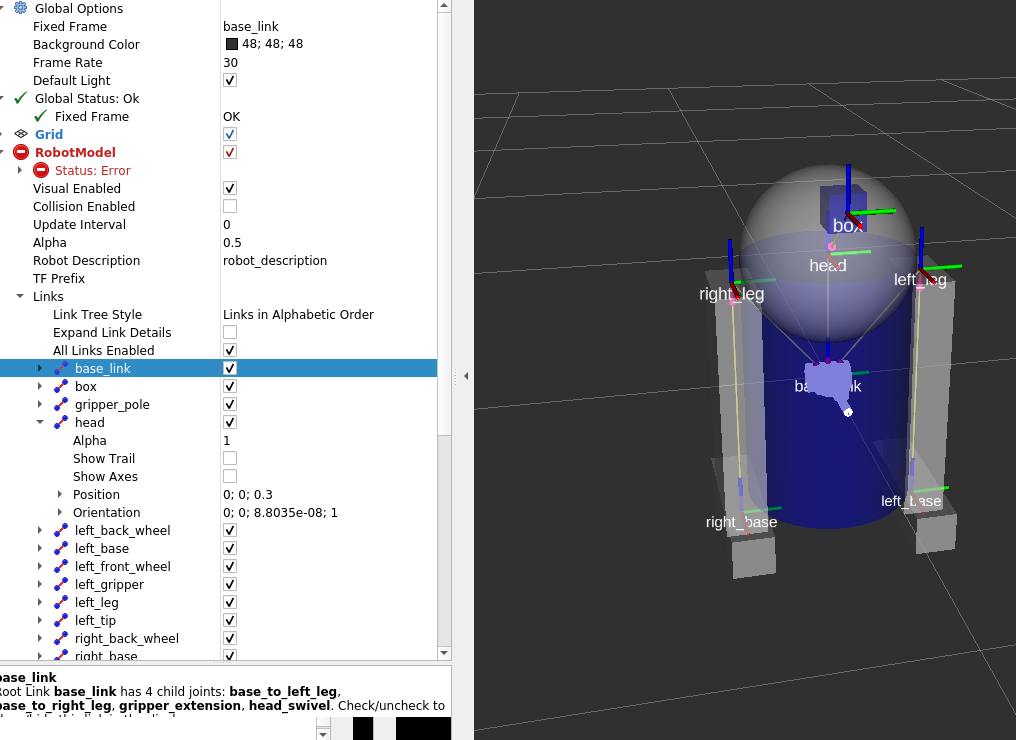 Global Options
Fixed Frame base_link
Background Color 48; 48; 48
Frame Rate 30
Default Light
Global Status: Ok
Fixed Frame OK
Grid
RobotModel
Status: Error
Visual Enabled
Collision Enabled
Update Interval 0
Alpha 0.5
Robot Description robot_description
TF Prefix
Links
Link Tree Style Links in Alphabetic Order
Expand Link Details
All Links Enabled
base_link
box
gripper_pole
head
Alpha 1
Show Trail
Show Axes
Position 0; 0; 0.3
Orientation 0; 0; 8.8035e-08; 1
left_back_wheel
left_base
left_front_wheel
left_gripper
left_leg
left_tip
right_back_wheel
right_base
base_link
Root Link base_link has 4 child joints: base_to_left_leg,
base_to_right_leg, gripper_extension, head_swivel. Check/uncheck to
box
head
left_leg
right_leg
left_base
right_base